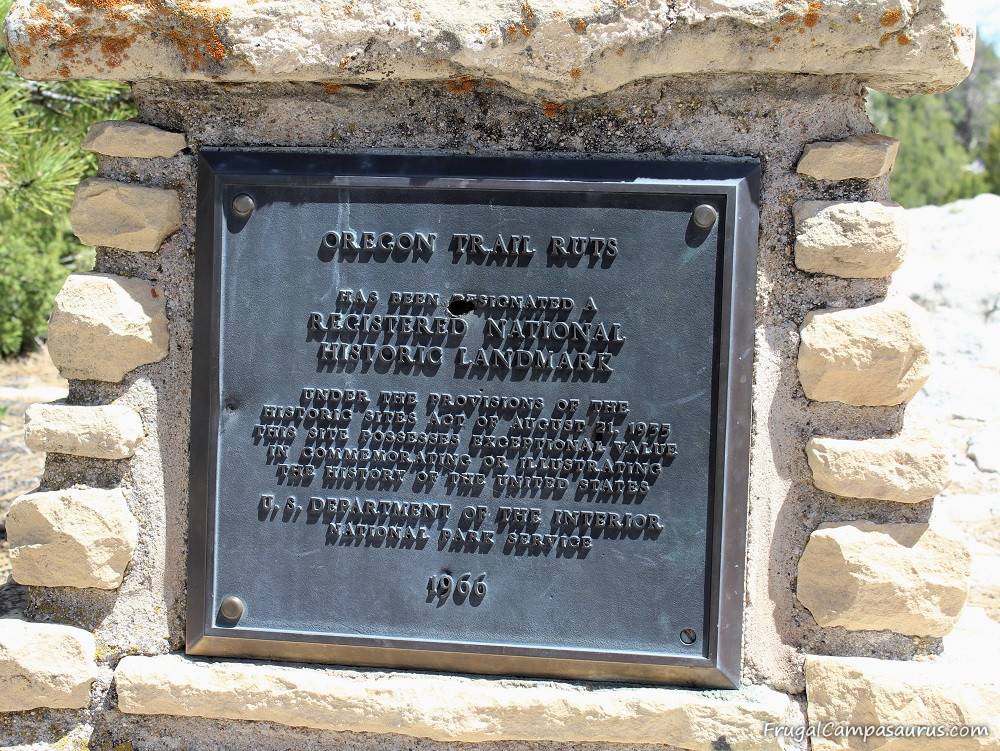 OREGON TRAIL RUTS
HAS BEEN DESIGNATED A
REGISTERED NATIONAL
HISTORIC LANDMARK
UNDER THE PROVISIONS OF THE
HISTORIC SITES ACT OF AUGUST 21, 1935
THIS SITE POSSESSES EXCEPTIONAL VALUE
IN COMMEMORATING OR ILLUSTRATING
THE HISTORY OF THE UNITED STATES
U. S. DEPARTMENT OF THE INTERIOR
NATIONAL PARK SERVICE
1966
FrugalCampasaurus.com